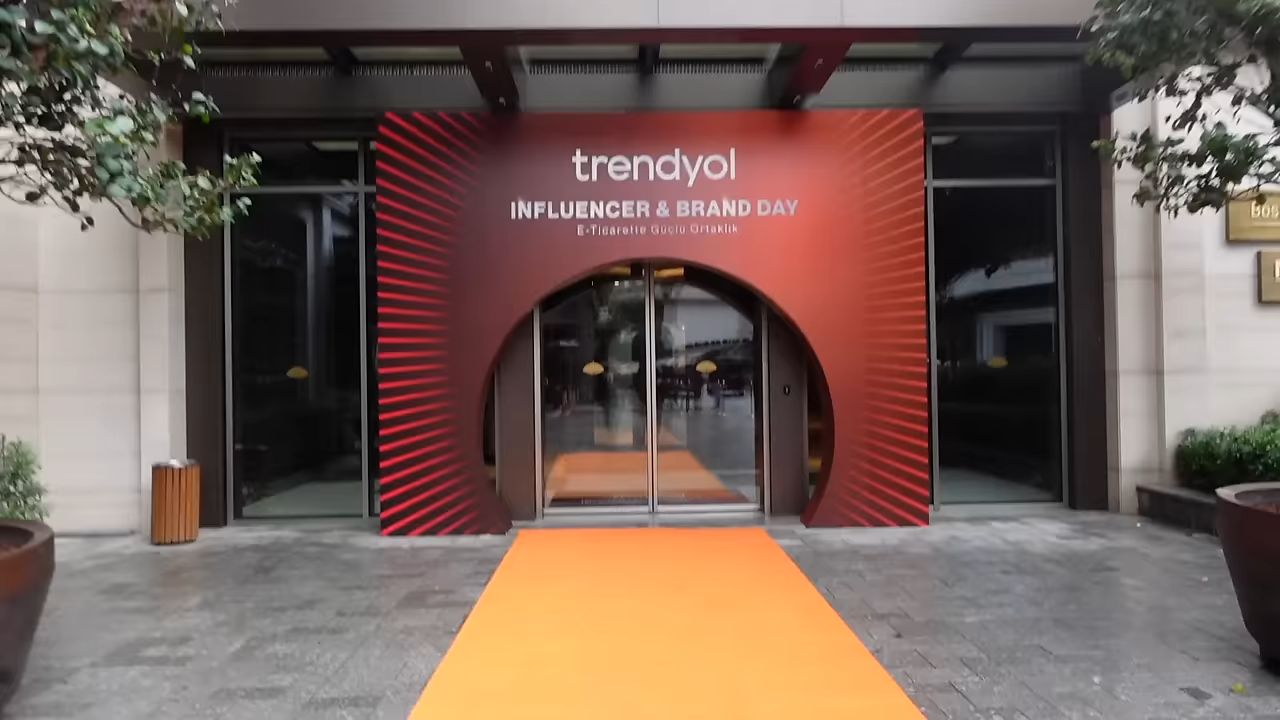 trendyol
INFLUENCER & BRAND DAY
E-Ticarette Güçlü Ortaklık